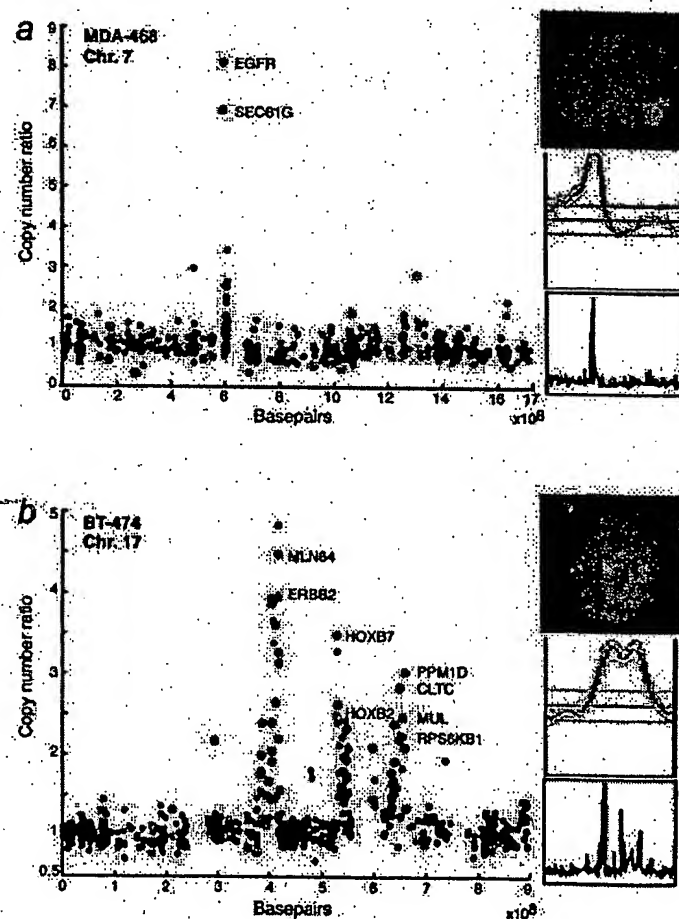 a
MDA-468
Chr. 7
9
8
7
6
5
4
3
2
1
0
EGFR
SEC61G
Copy number ratio
0 2 4 6 8 10 12 14 16 17
Basepairs
x10⁸
b
BT-474
Chr. 17
5
4
3
2
1
0.5
MLN64
ERBB2
HOXB7
PPM1D
CLTC
HOXB2
MUL
RPS6KB1
Copy number ratio
0 1 2 3 4 5 6 7 8 9
Basepairs
x10⁸